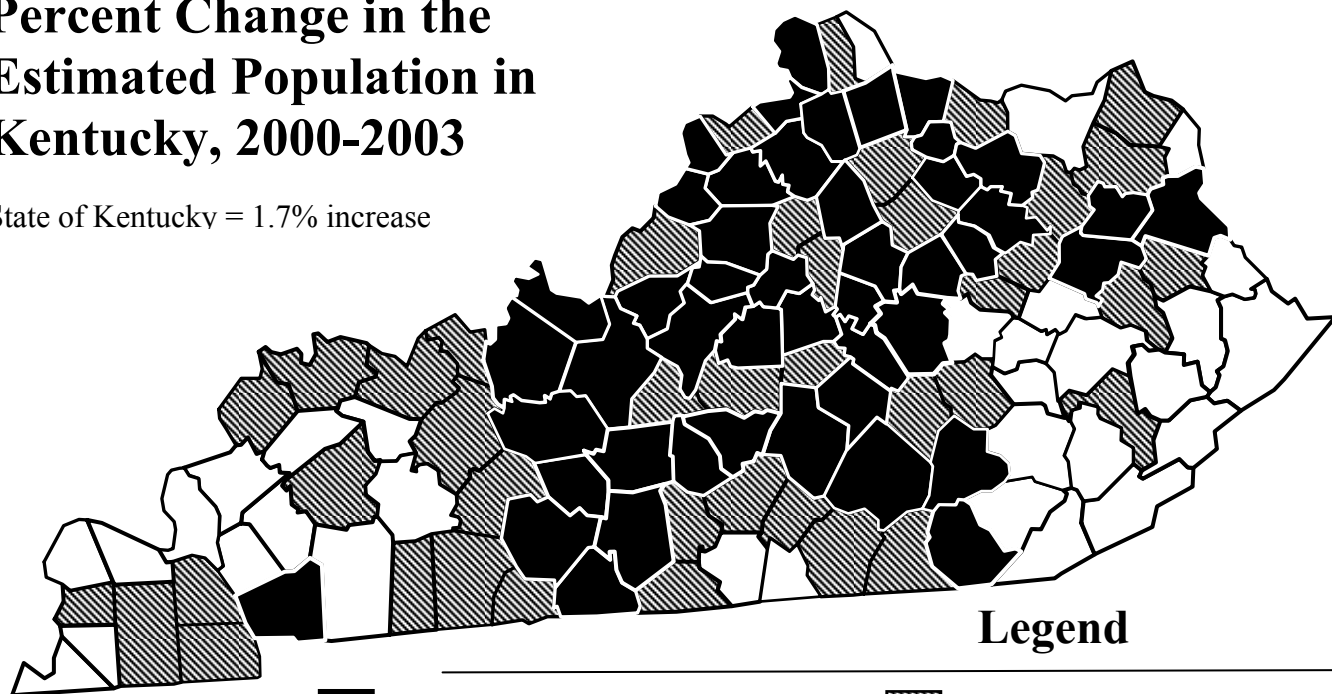 Percent Change in the
Estimated Population in
Kentucky, 2000-2003
State of Kentucky = 1.7% increase
Legend